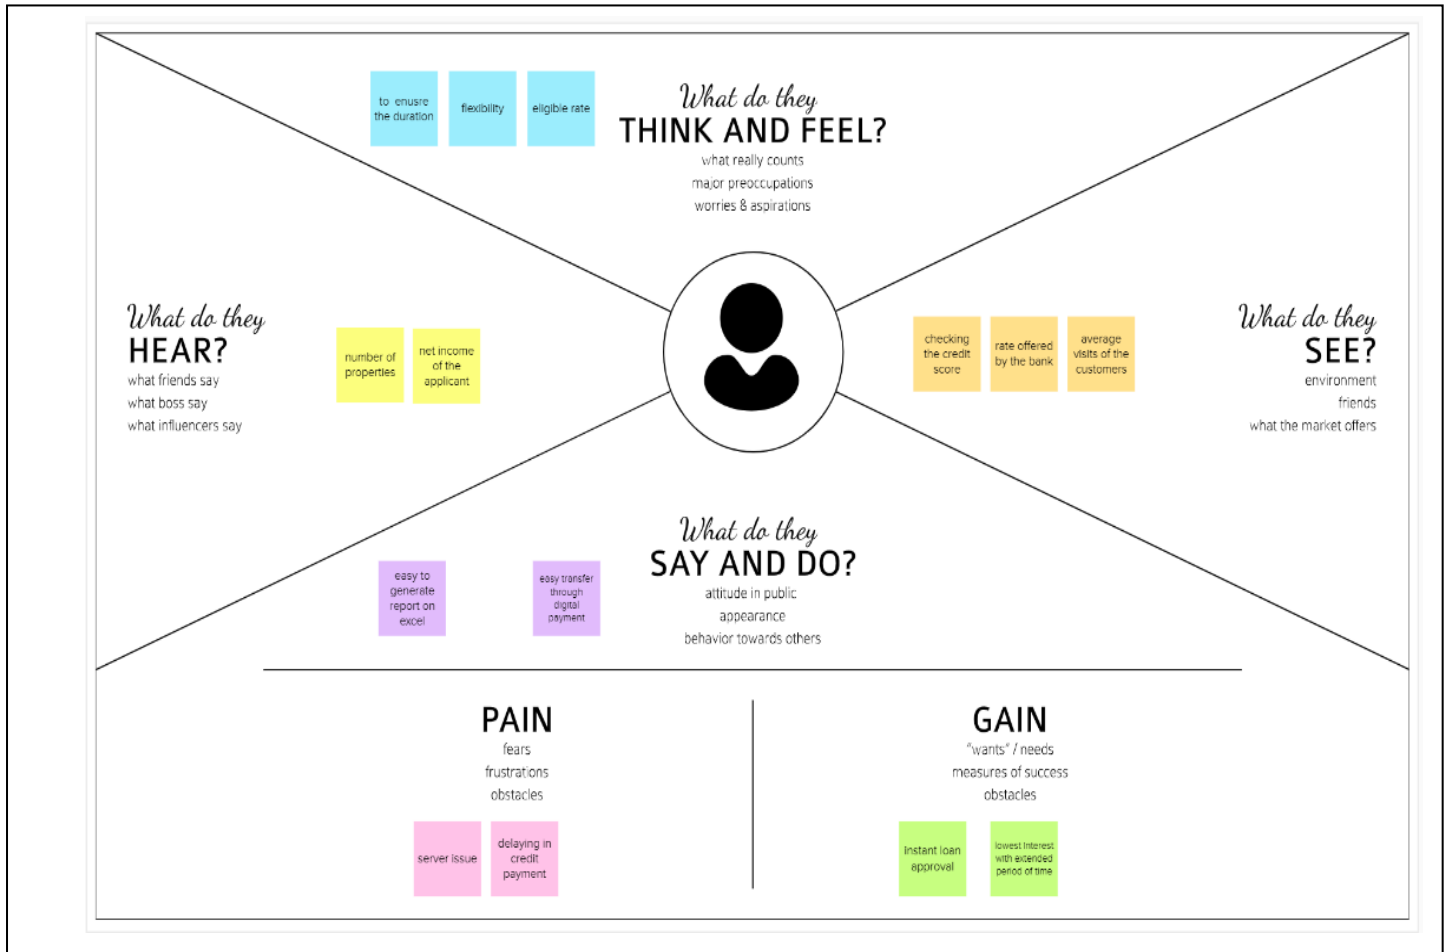 to enusre
the duration
flexibility
eligible rate
What do they
THINK AND FEEL?
what really counts
major preoccupations
worries & aspirations
What do they
HEAR?
what friends say
what boss say
what influencers say
number of
properties
net income
of the
applicant
checking
the credit
score
rate offered
by the bank
average
visits of the
customers
What do they
SEE?
environment
friends
what the market offers
What do they
SAY AND DO?
attitude in public
appearance
behavior towards others
easy to
generate
report on
excel
easy transfer
through
digital
payment
PAIN
fears
frustrations
obstacles
server issue
delaying in
credit
payment
GAIN
"wants" / needs
measures of success
obstacles
instant loan
approval
lowest Interest
with extended
period of time